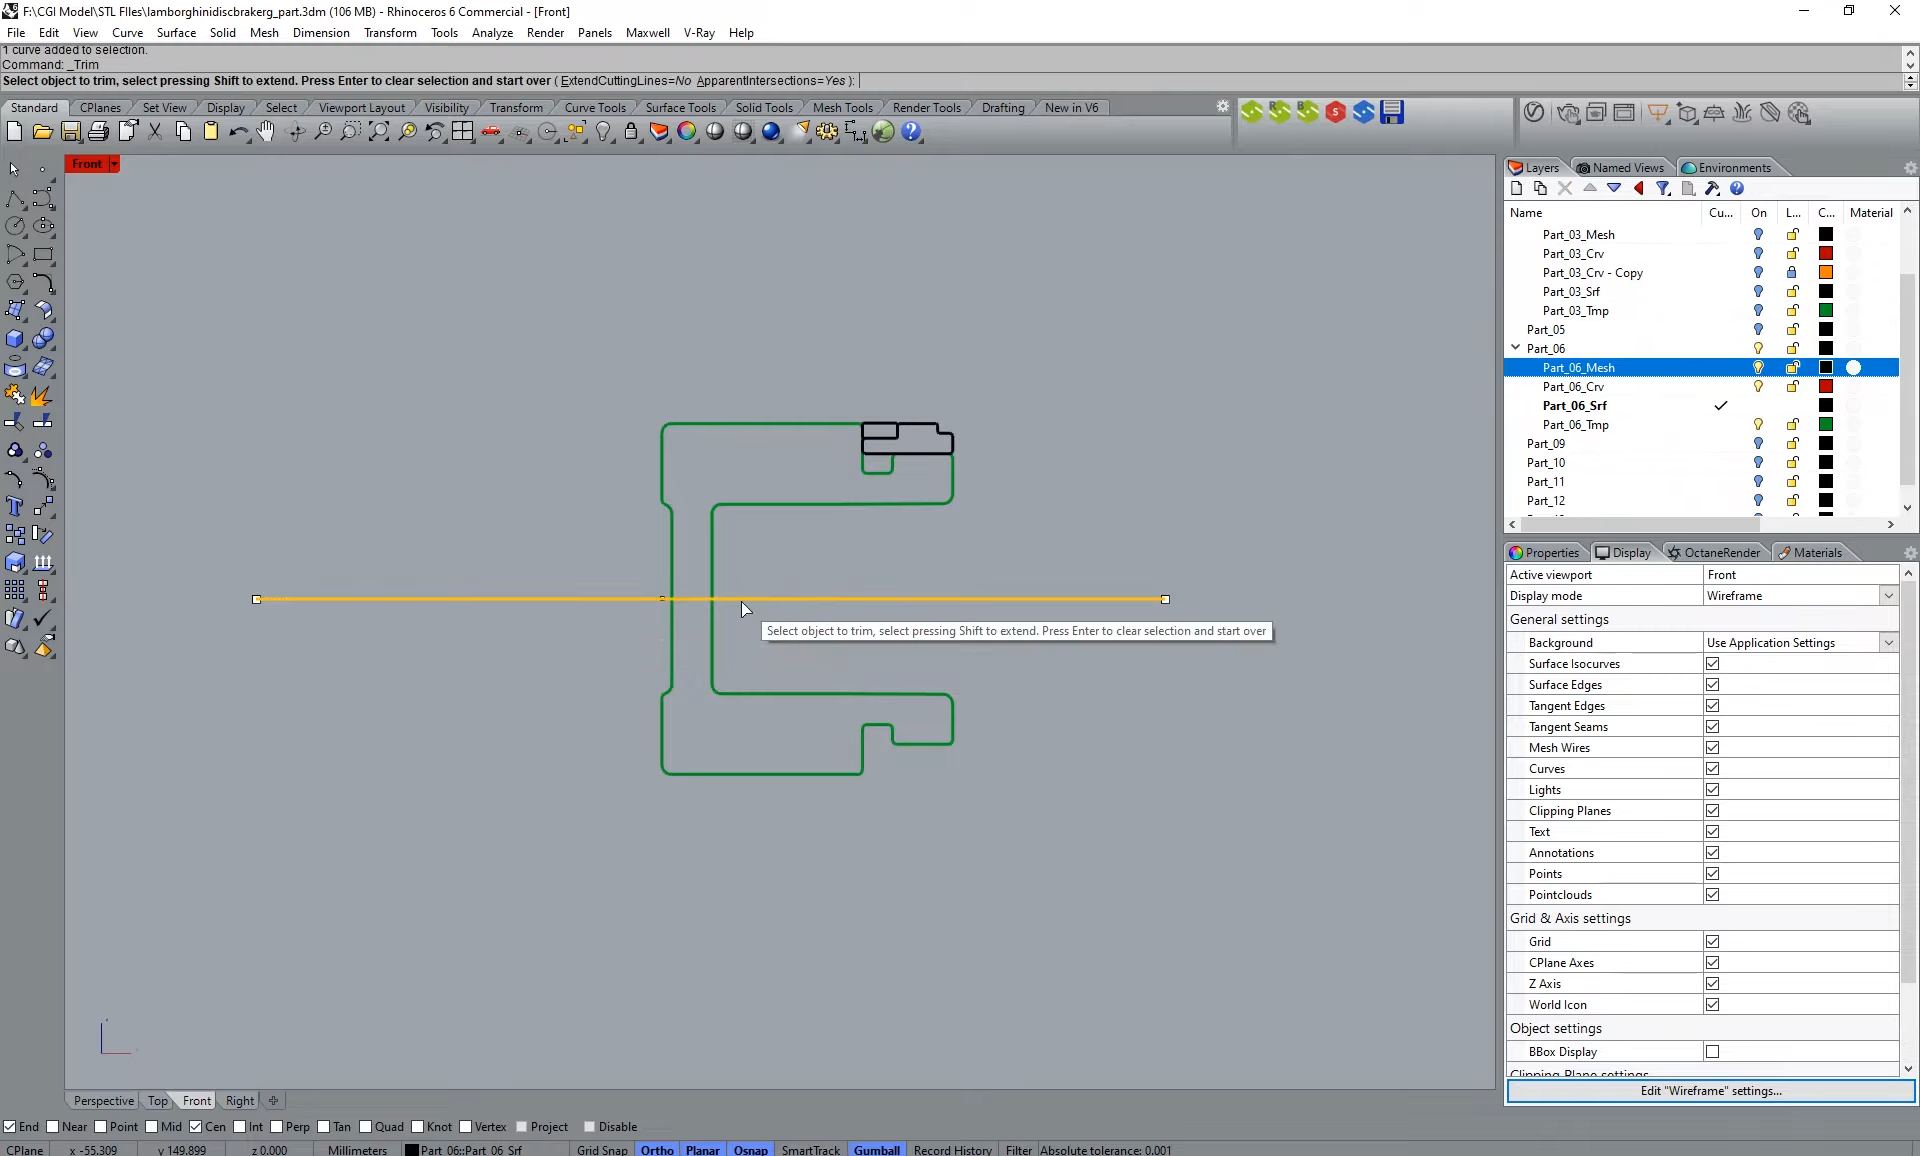 F:\CGI Model\STL FIles\lamborghinidiscbrakerg_part.3dm (106 MB) - Rhinoceros 6 Commercial - [Front]
File Edit View Curve Surface Solid Mesh Dimension Transform Tools Analyze Render Panels Maxwell V-Ray Help
1 curve added to selection.
Command: _Trim
Select object to trim, select pressing Shift to extend. Press Enter to clear selection and start over ( ExtendCuttingLines=No ApparentIntersections=Yes ):
Standard CPlanes Set View Display Select Viewport Layout Visibility Transform Curve Tools Surface Tools Solid Tools Mesh Tools Render Tools Drafting New in V6
Front
Layers Named Views Environments
Name Cu... On L... C... Material
Part_03_Mesh
Part_03_Crv
Part_03_Crv - Copy
Part_03_Srf
Part_03_Tmp
Part_05
Part_06
Part_06_Mesh
Part_06_Crv
Part_06_Srf
Part_06_Tmp
Part_09
Part_10
Part_11
Part_12
Select object to trim, select pressing Shift to extend. Press Enter to clear selection and start over
Properties Display OctaneRender Materials
Active viewport Front
Display mode Wireframe
General settings
Background Use Application Settings
Surface Isocurves
Surface Edges
Tangent Edges
Tangent Seams
Mesh Wires
Curves
Lights
Clipping Planes
Text
Annotations
Points
Pointclouds
Grid & Axis settings
Grid
CPlane Axes
Z Axis
World Icon
Object settings
BBox Display
Clipping Plane settings
Edit "Wireframe" settings...
Perspective Top Front Right
End Near Point Mid Cen Int Perp Tan Quad Knot Vertex Project Disable
CPlane x -55.309 y 149.899 z 0.000 Millimeters Part_06::Part_06_Srf Grid Snap Ortho Planar Osnap SmartTrack Gumball Record History Filter Absolute tolerance: 0.001